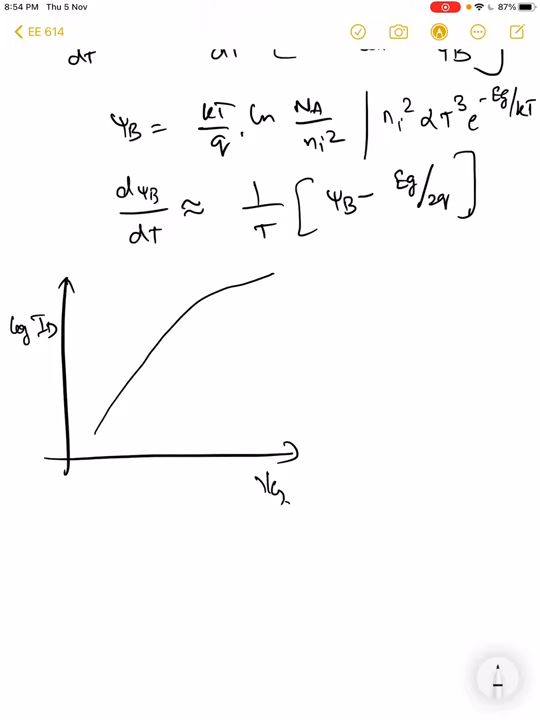 8:54 PM Thu 5 Nov 87%
EE 614
dt
ψB = kT/q . ln NA/ni² | ni² α T³ e^-Eg/kT
dψB/dT ≈ 1/T [ ψB - Eg/2q ]
log ID
VG